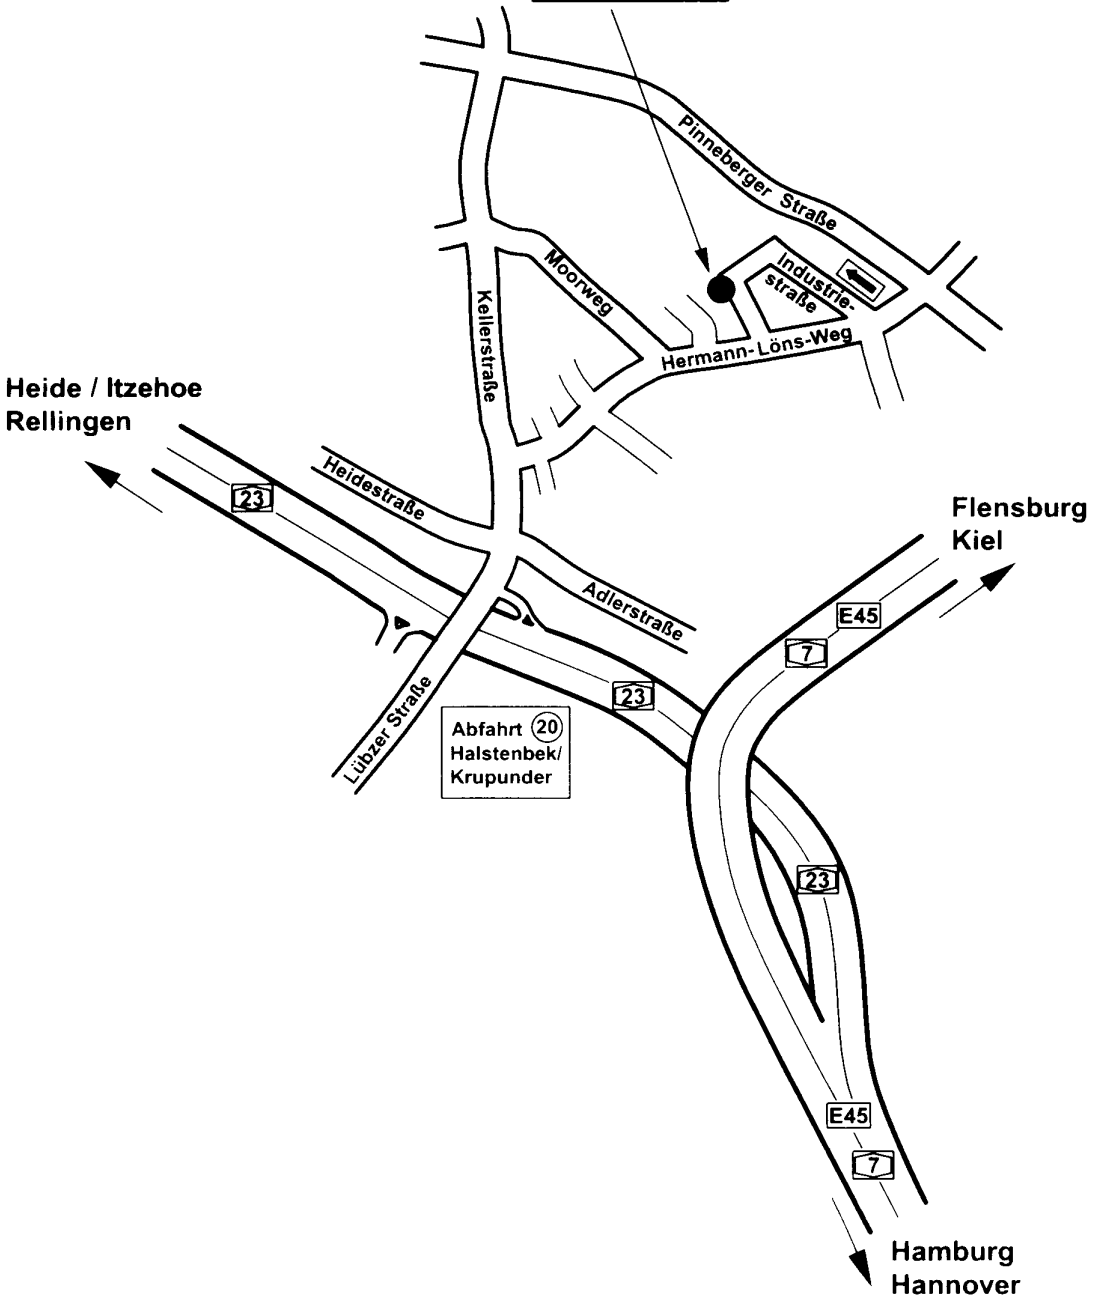 Pinneberger Straße
Moorweg
Industrie-
straße
Kellerstraße
Hermann-Löns-Weg
Heide / Itzehoe
Rellingen
23
Heidestraße
Flensburg
Kiel
Adlerstraße
E45
7
23
Lübzer Straße
Abfahrt 20
Halstenbek/
Krupunder
23
E45
7
Hamburg
Hannover